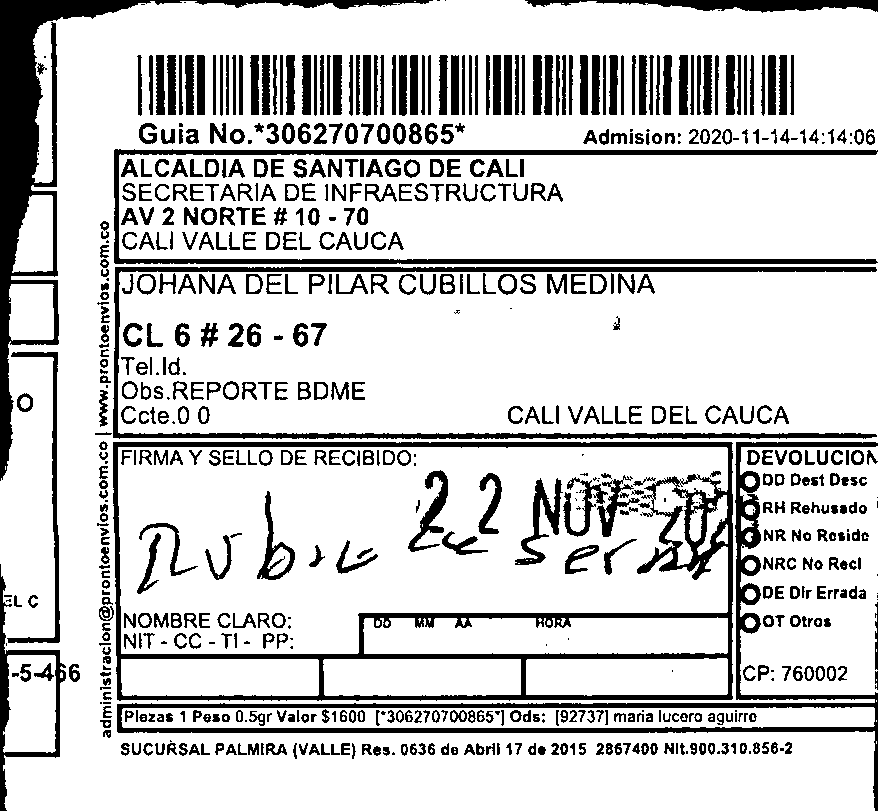 Guia No.*306270700865*
Admision: 2020-11-14-14:14:06
ALCALDIA DE SANTIAGO DE CALI
SECRETARIA DE INFRAESTRUCTURA
AV 2 NORTE # 10 - 70
CALI VALLE DEL CAUCA
www.prontoenvios.com.co
JOHANA DEL PILAR CUBILLOS MEDINA
CL 6 # 26 - 67
Tel.Id.
Obs.REPORTE BDME
Ccte.0 0
CALI VALLE DEL CAUCA
O
administracion@prontoenvios.com.co
FIRMA Y SELLO DE RECIBIDO:
22 NOV
NOMBRE CLARO:
NIT - CC - TI - PP:
DD MM AA HORA
DEVOLUCION
DD Dest Desc
RH Rehusado
NR No Reside
NRC No Recl
DE Dir Errada
OT Otros
CP: 760002
EL C
-5-466
Piezas 1 Peso 0.5gr Valor $1600 [*306270700865*] Ods: [92737] maria lucero aguirre
SUCURSAL PALMIRA (VALLE) Res. 0636 de Abril 17 de 2015 2867400 Nit.900.310.856-2